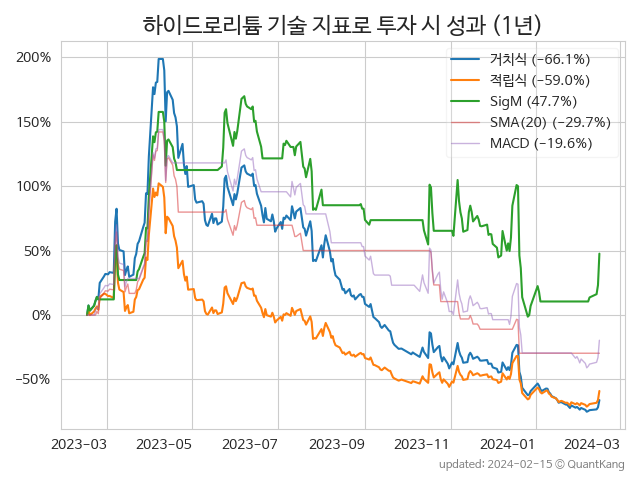 하이드로리튬 기술 지표로 투자 시 성과 (1년)
200%
150%
100%
50%
0%
−50%
거치식 (−66.1%)
적립식 (−59.0%)
SigM (47.7%)
SMA(20) (−29.7%)
MACD (−19.6%)
2023-03 2023-05 2023-07 2023-09 2023-11 2024-01 2024-03
updated: 2024-02-15 © QuantKang